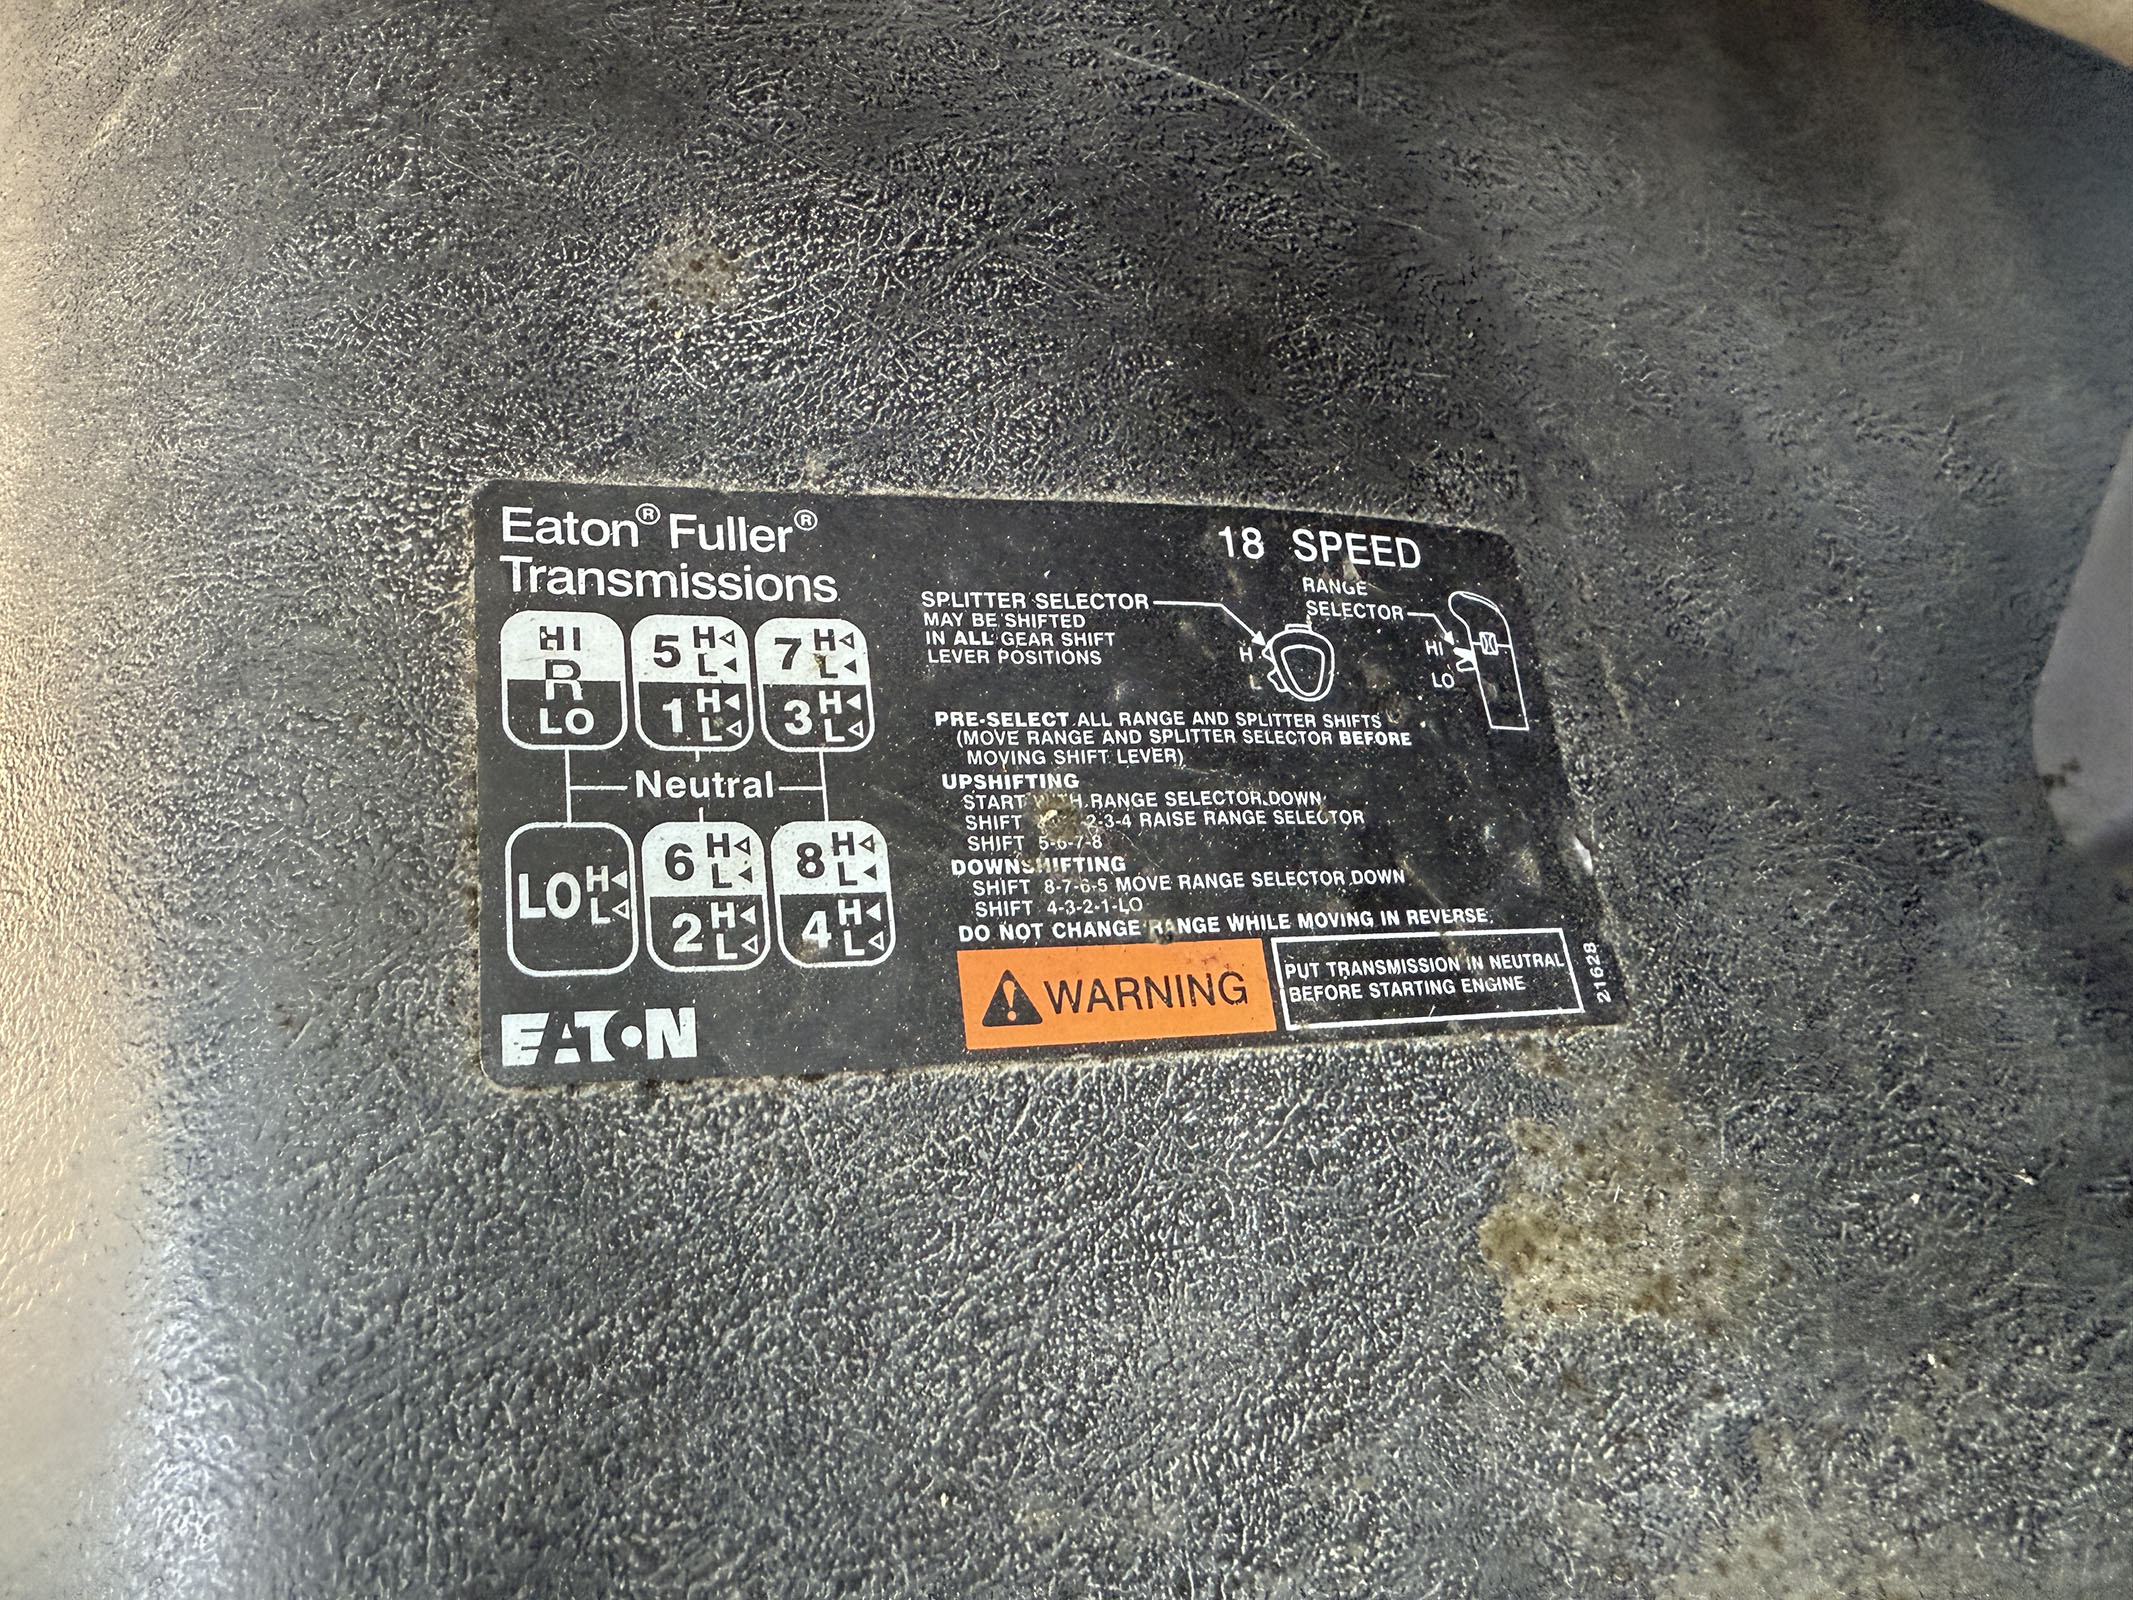 Eaton® Fuller®
Transmissions
18 SPEED
HI
R
LO
5 H L
1 H L
7 H L
3 H L
Neutral
LO H L
6 H L
2 H L
8 H L
4 H L
EATON
SPLITTER SELECTOR
MAY BE SHIFTED
IN ALL GEAR SHIFT
LEVER POSITIONS
H
L
RANGE
SELECTOR
HI
LO
PRE-SELECT ALL RANGE AND SPLITTER SHIFTS
(MOVE RANGE AND SPLITTER SELECTOR BEFORE
MOVING SHIFT LEVER)
UPSHIFTING
START WITH RANGE SELECTOR DOWN
SHIFT 2-3-4 RAISE RANGE SELECTOR
SHIFT 5-6-7-8
DOWNSHIFTING
SHIFT 8-7-6-5 MOVE RANGE SELECTOR DOWN
SHIFT 4-3-2-1-LO
DO NOT CHANGE RANGE WHILE MOVING IN REVERSE.
WARNING
PUT TRANSMISSION IN NEUTRAL
BEFORE STARTING ENGINE
21628